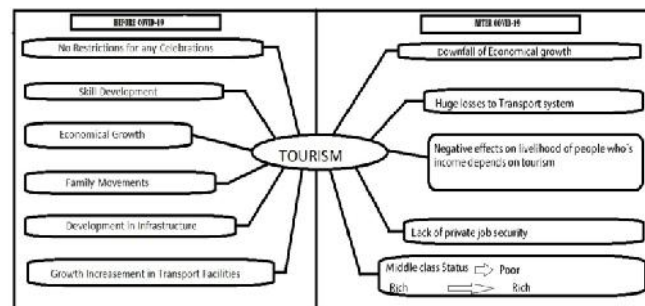 BEFORE COVID-19
No Restrictions for any Celebrations
Skill Development
Economical Growth
Family Movements
Development in Infrastructure
Growth Increasement in Transport Facilities
TOURISM
AFTER COVID-19
Downfall of Economical growth
Huge losses to Transport system
Negative effects on livelihood of people who's
income depends on tourism
Lack of private job security
Middle class Status Poor
Rich Rich